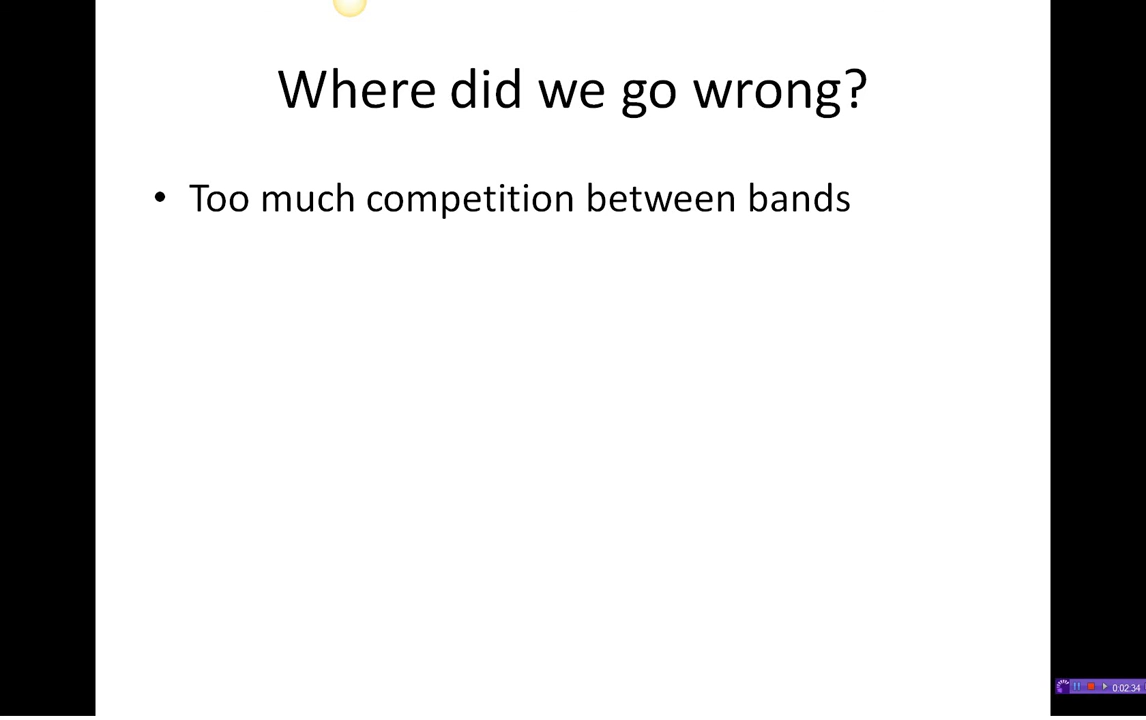 Where did we go wrong?
• Too much competition between bands
0:02:34